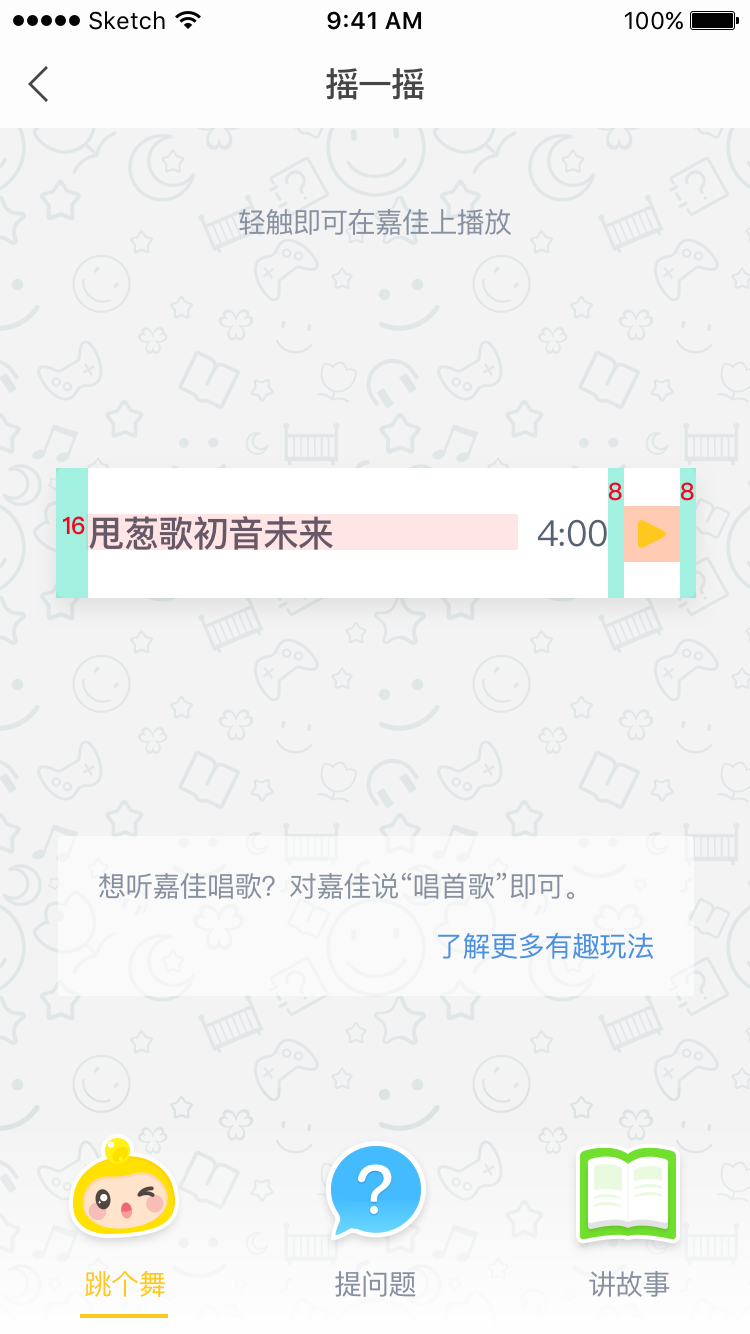 Sketch 9:41 AM 100%
摇一摇
轻触即可在嘉佳上播放
8 8
16 甩葱歌初音未来 4:00
想听嘉佳唱歌？对嘉佳说“唱首歌”即可。
了解更多有趣玩法
?
跳个舞 提问题 讲故事